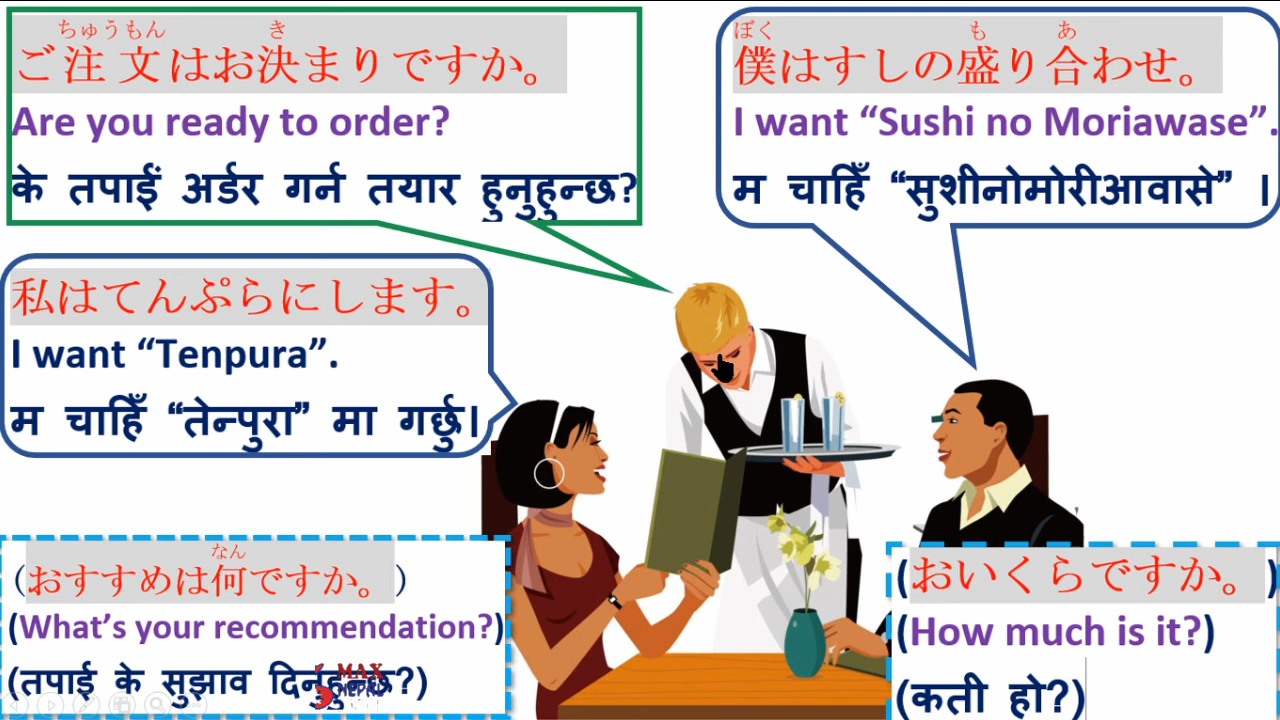 ちゅうもん き
ご注文はお決まりですか。
Are you ready to order?
के तपाईं अर्डर गर्न तयार हुनुहुन्छ?
ぼく も あ
僕はすしの盛り合わせ。
I want “Sushi no Moriawase”.
म चाहिँ “सुशीनोमोरीआवासे” ।
私はてんぷらにします。
I want “Tenpura”.
म चाहिँ “तेन्पुरा” मा गर्छु।
なん
(おすすめは何ですか。)
(What’s your recommendation?)
(तपाई के सुझाव दिनुहुन्छ?)
MAX
NEPAL
(おいくらですか。)
(How much is it?)
(कती हो?)